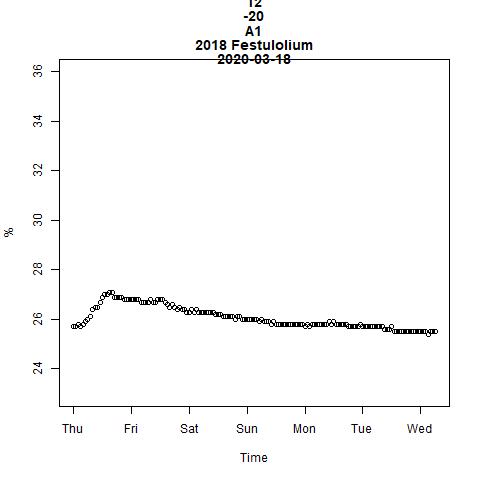 12
-20
A1
2018 Festulolium
2020-03-18
36
34
32
30
28
26
24
%
Thu
Fri
Sat
Sun
Mon
Tue
Wed
Time